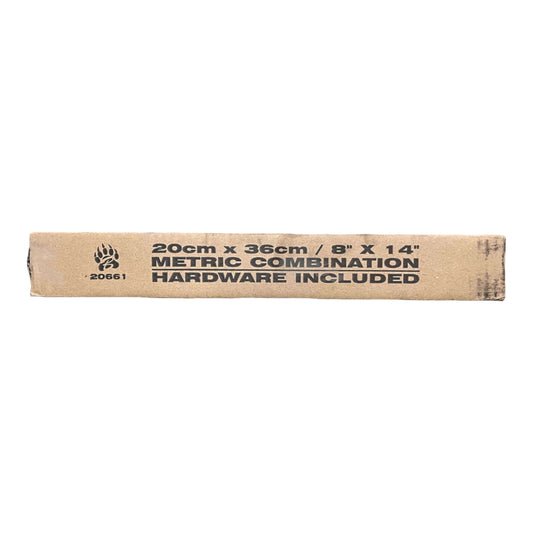 20cm x 36cm / 8" X 14"
METRIC COMBINATION
HARDWARE INCLUDED
20661